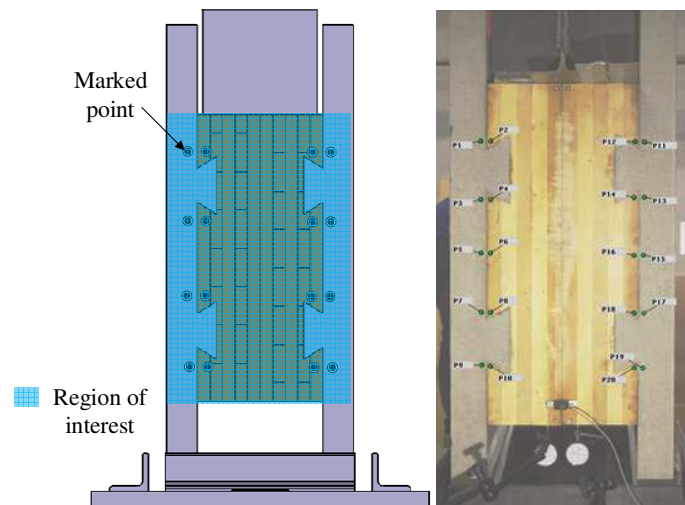 Marked
point
Region of
interest
P1
P2
P12
P11
P3
P4
P14
P13
P5
P6
P16
P15
P7
P8
P18
P17
P9
P10
P19
P20